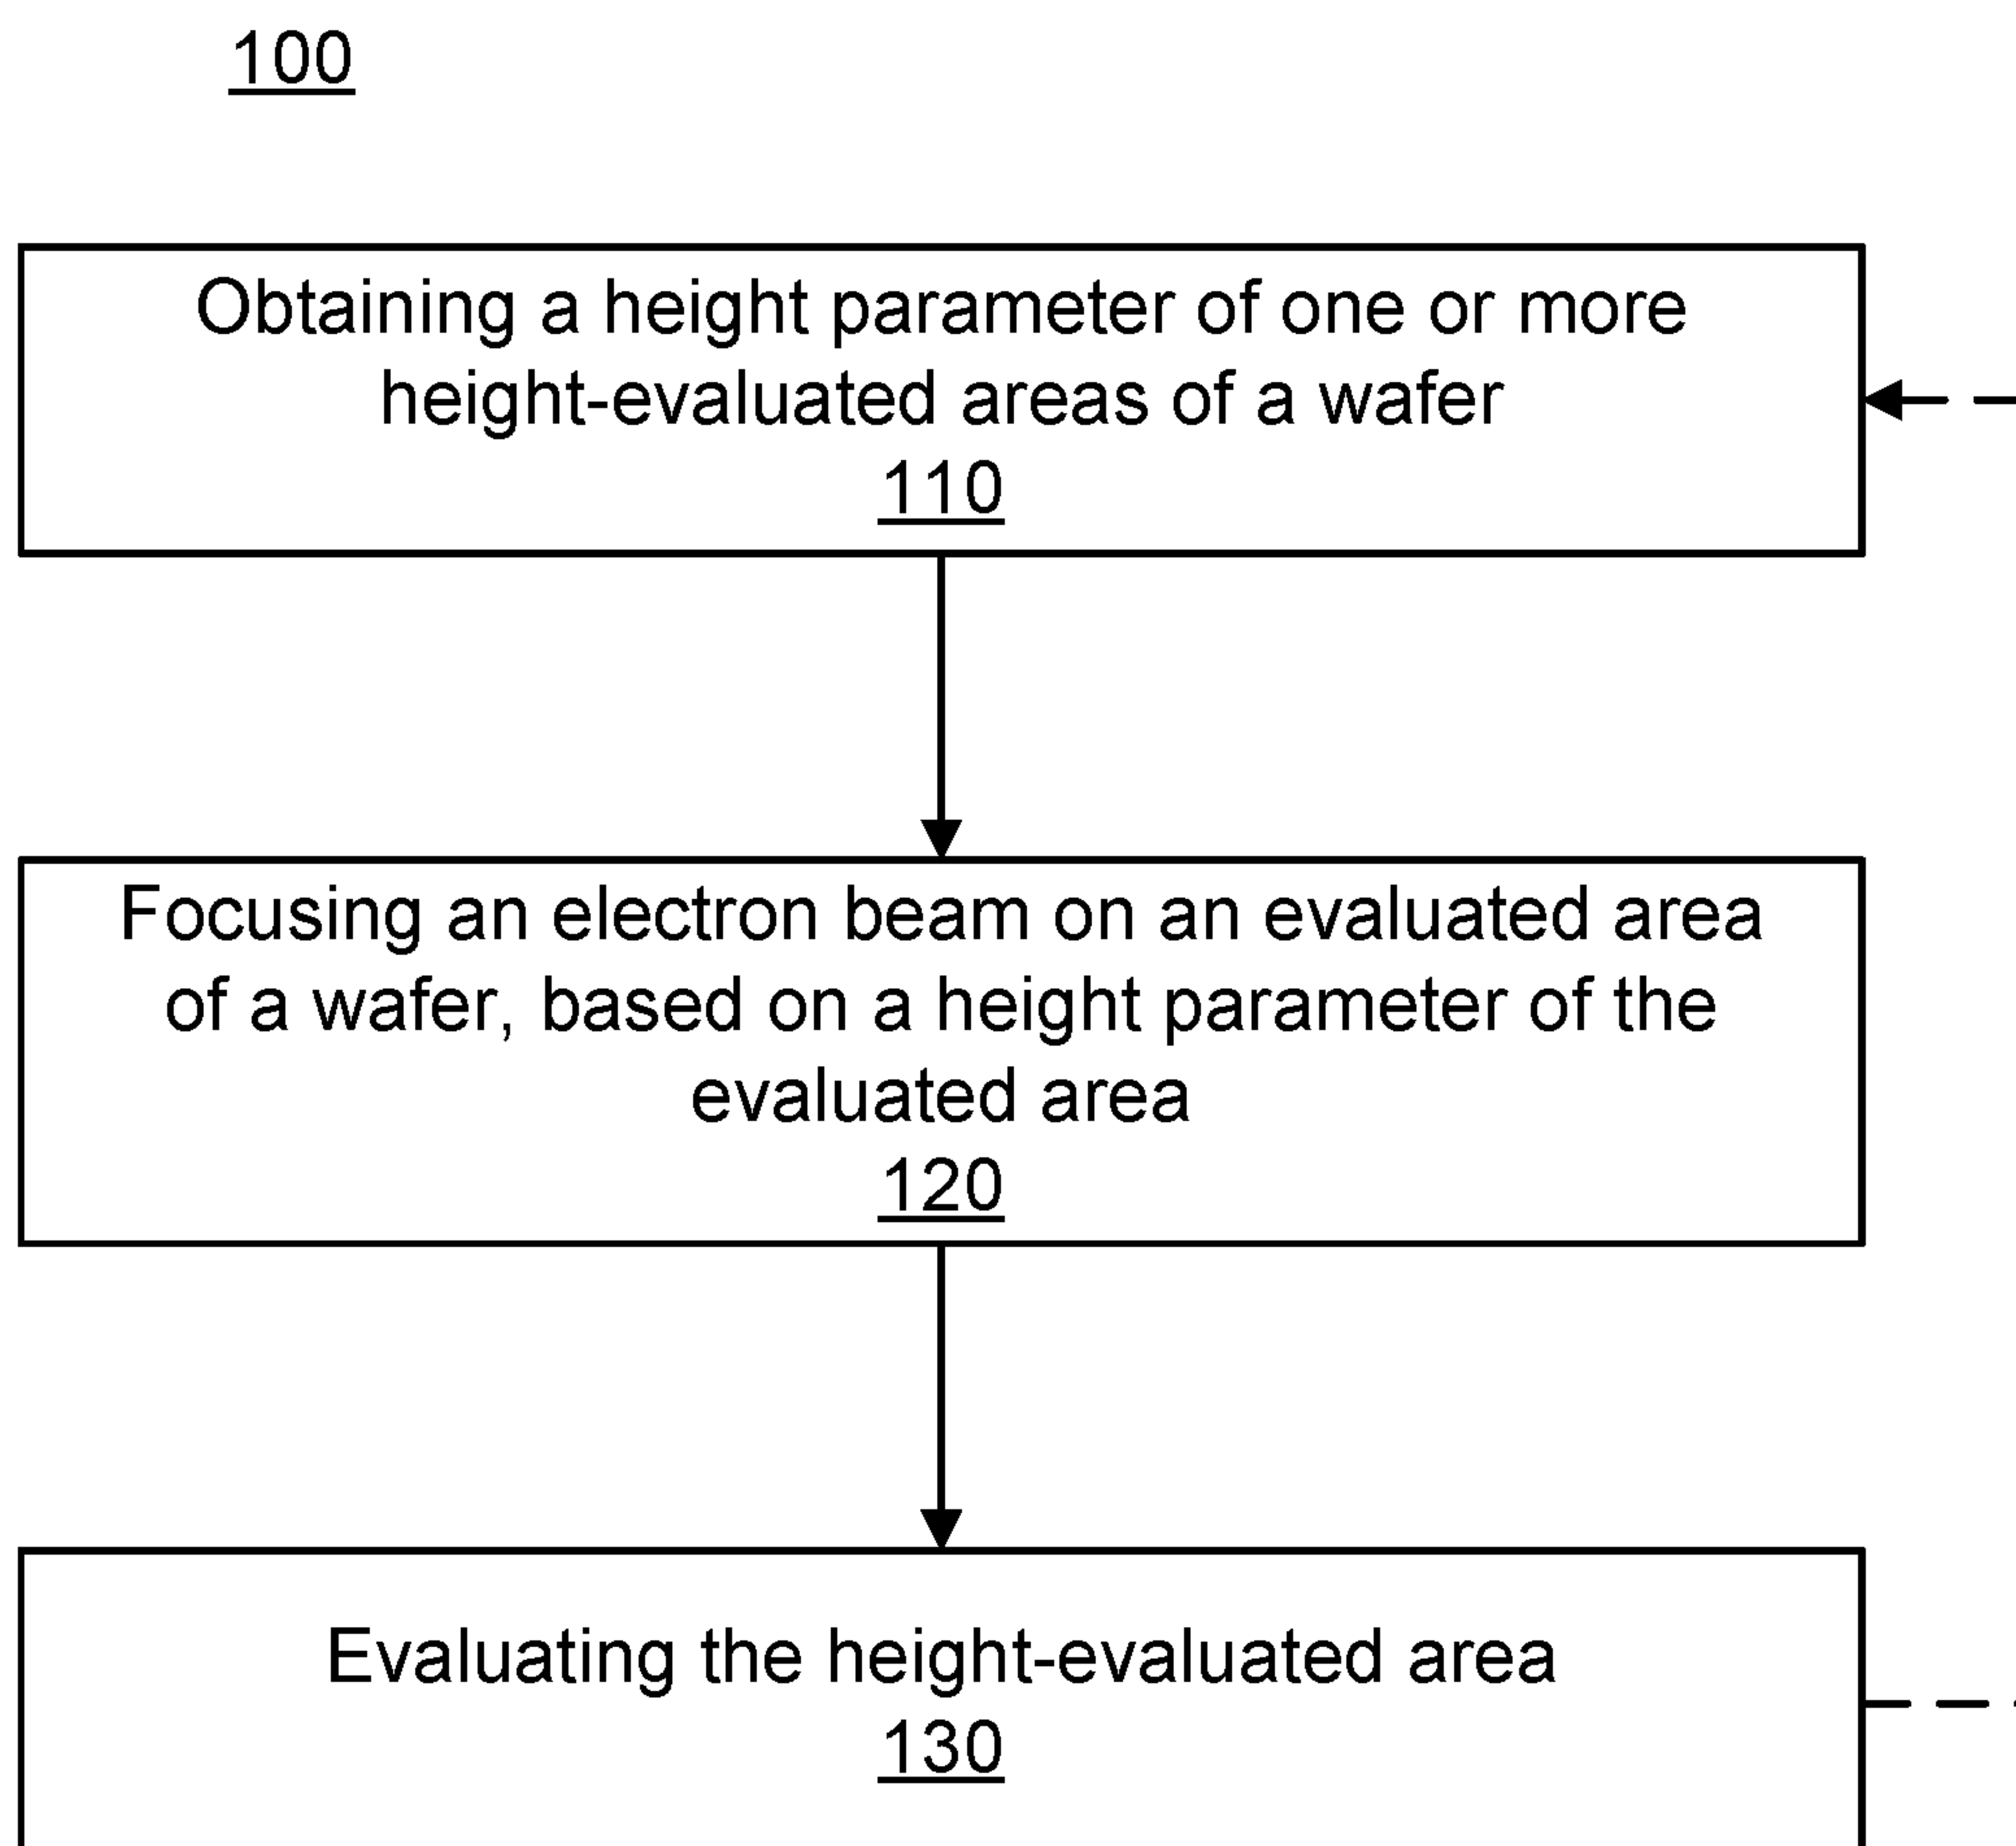 100
Obtaining a height parameter of one or more
height-evaluated areas of a wafer
110
Focusing an electron beam on an evaluated area
of a wafer, based on a height parameter of the
evaluated area
120
Evaluating the height-evaluated area
130